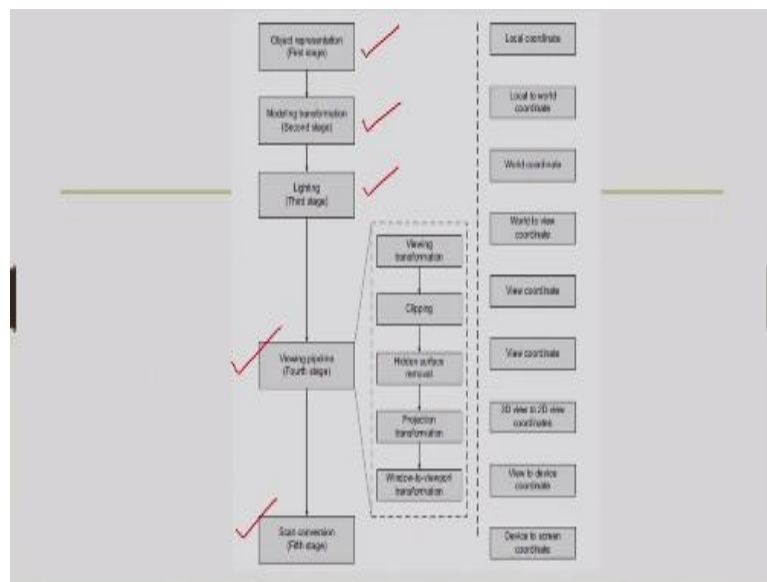 Object representation
(First stage)
Modeling transformation
(Second stage)
Lighting
(Third stage)
Viewing pipeline
(Fourth stage)
Scan conversion
(Fifth stage)
Viewing
transformation
Clipping
Hidden surface
removal
Projection
transformation
Window-to-viewport
transformation
Local coordinate
Local to world
coordinate
World coordinate
World to view
coordinate
View coordinate
View coordinate
3D view to 2D view
coordinates
View to device
coordinate
Device to screen
coordinate